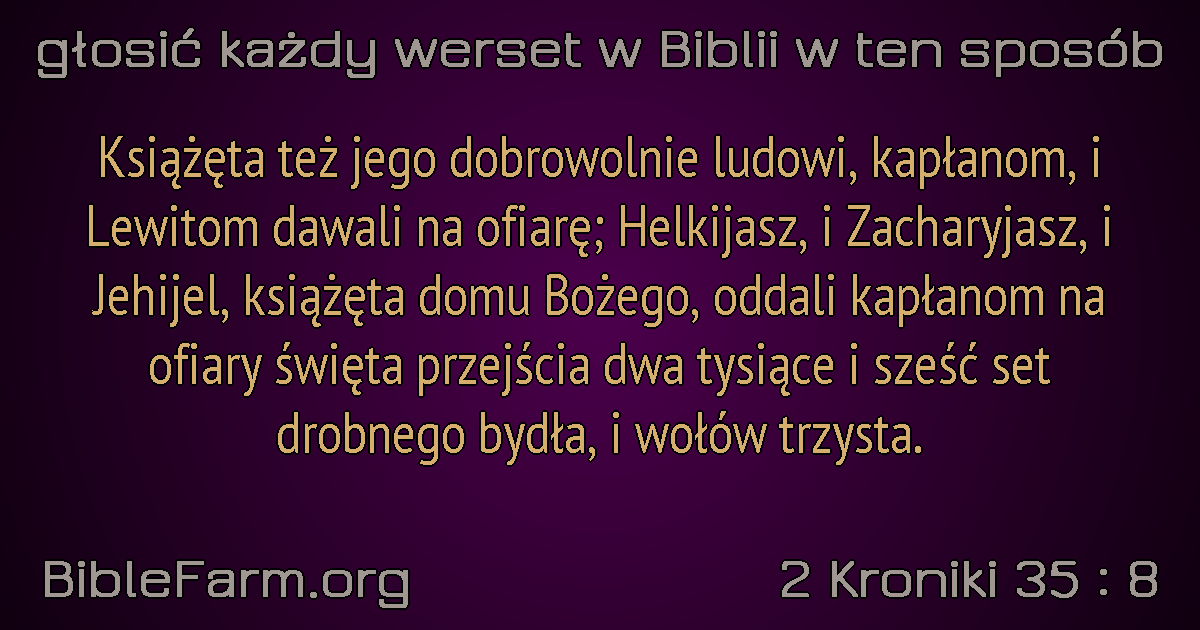 głosić każdy werset w Biblii w ten sposób
Książęta też jego dobrowolnie ludowi, kapłanom, i
Lewitom dawali na ofiarę; Helkijasz, i Zacharyjasz, i
Jehijel, książęta domu Bożego, oddali kapłanom na
ofiary święta przejścia dwa tysiące i sześć set
drobnego bydła, i wołów trzysta.
BibleFarm.org
2 Kroniki 35 : 8